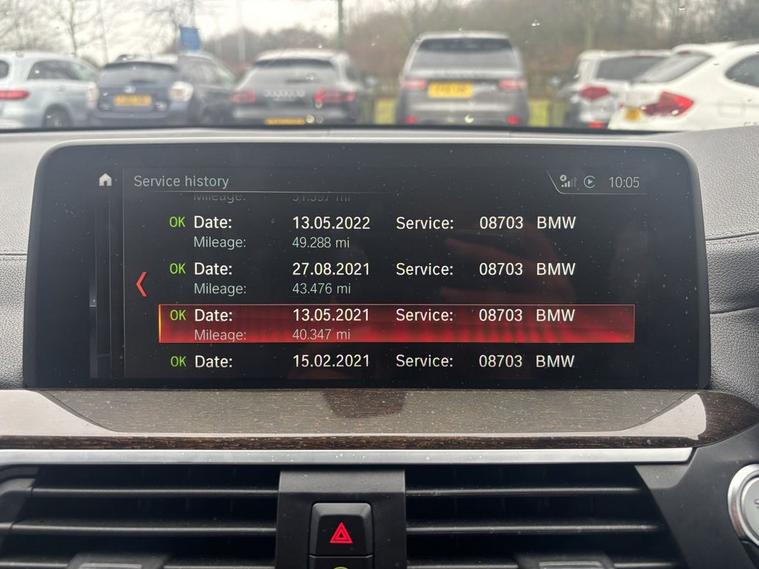 Service history
10:05
OK Date: 13.05.2022 Service: 08703 BMW
Mileage: 49.288 mi
OK Date: 27.08.2021 Service: 08703 BMW
Mileage: 43.476 mi
OK Date: 13.05.2021 Service: 08703 BMW
Mileage: 40.347 mi
OK Date: 15.02.2021 Service: 08703 BMW